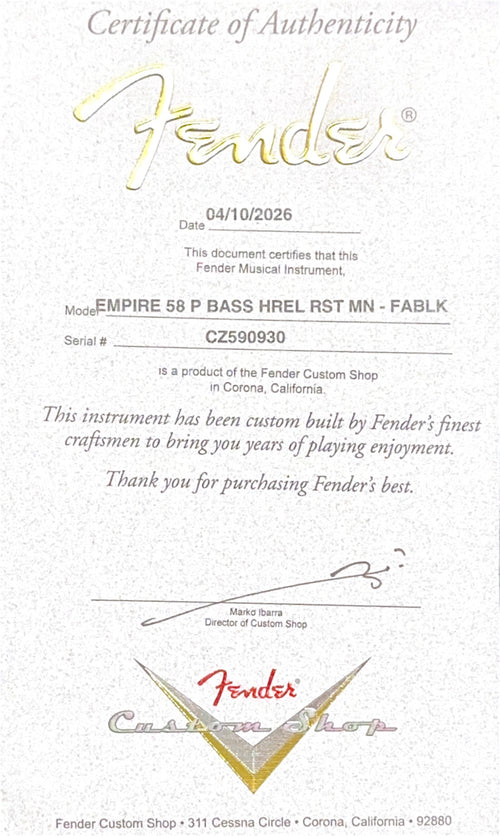 Certificate of Authenticity
Fender®
Date 04/10/2026
This document certifies that this
Fender Musical Instrument,
Model EMPIRE 58 P BASS HREL RST MN - FABLK
Serial # CZ590930
is a product of the Fender Custom Shop
in Corona, California.
This instrument has been custom built by Fender's finest
craftsmen to bring you years of playing enjoyment.
Thank you for purchasing Fender's best.
Marko Ibarra
Director of Custom Shop
Fender®
Custom Shop
Fender Custom Shop • 311 Cessna Circle • Corona, California • 92880